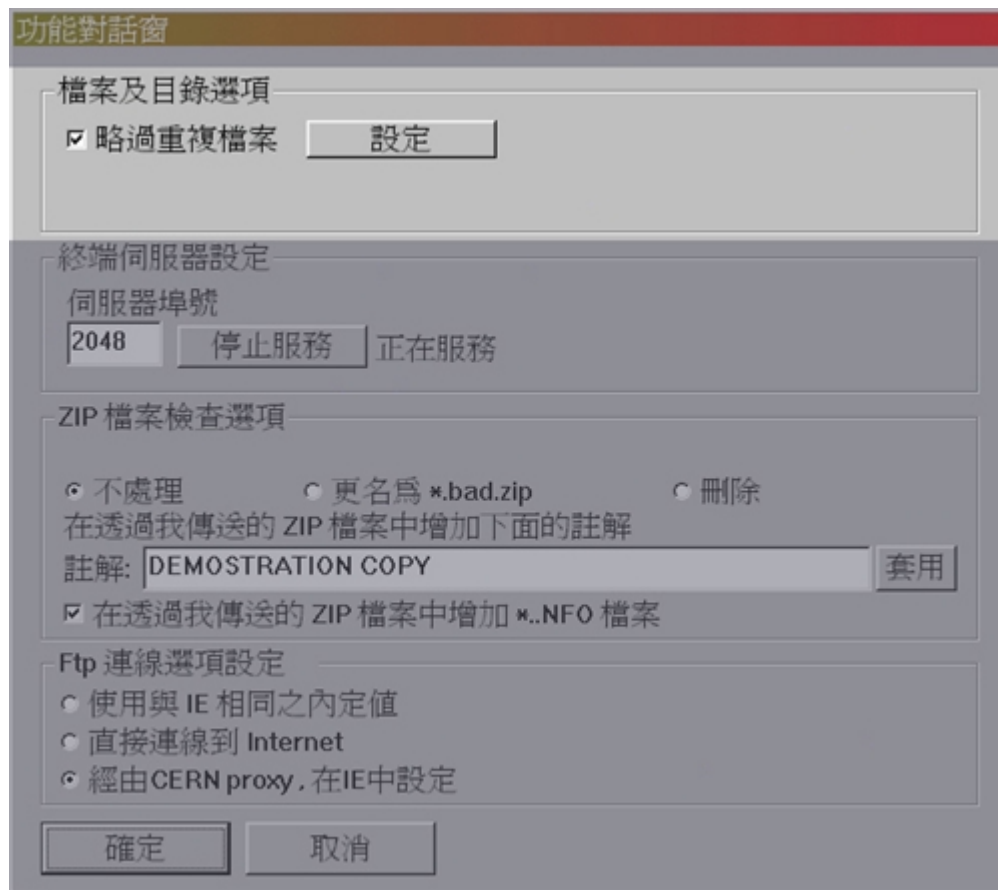 功能對話窗
檔案及目錄選項
略過重複檔案 設定
終端伺服器設定
伺服器埠號
2048 停止服務 正在服務
ZIP 檔案檢查選項
不處理 更名爲 *.bad.zip 刪除
在透過我傳送的 ZIP 檔案中增加下面的註解
註解: DEMOSTRATION COPY 套用
在透過我傳送的 ZIP 檔案中增加 *..NFO 檔案
Ftp 連線選項設定
使用與 IE 相同之內定值
直接連線到 Internet
經由CERN proxy , 在IE中設定
確定 取消